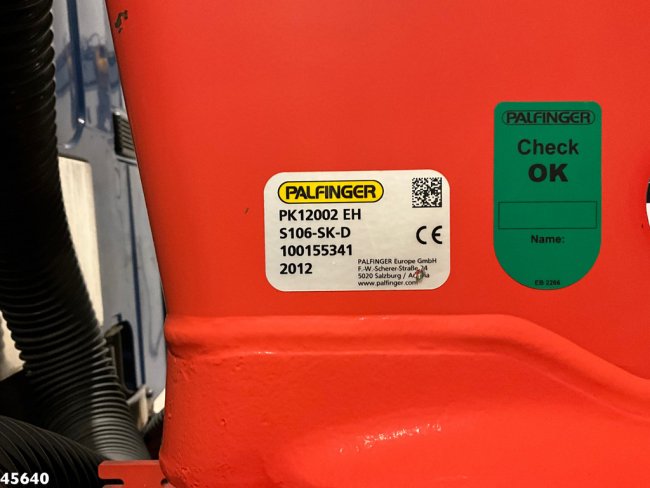 PALFINGER
PK12002 EH
S106-SK-D
100155341
2012
PALFINGER Europe GmbH
F.-W.-Scherer-Straße 24
5020 Salzburg / Austria
www.palfinger.com
PALFINGER
Check
OK
Name:
EB 2266
45640